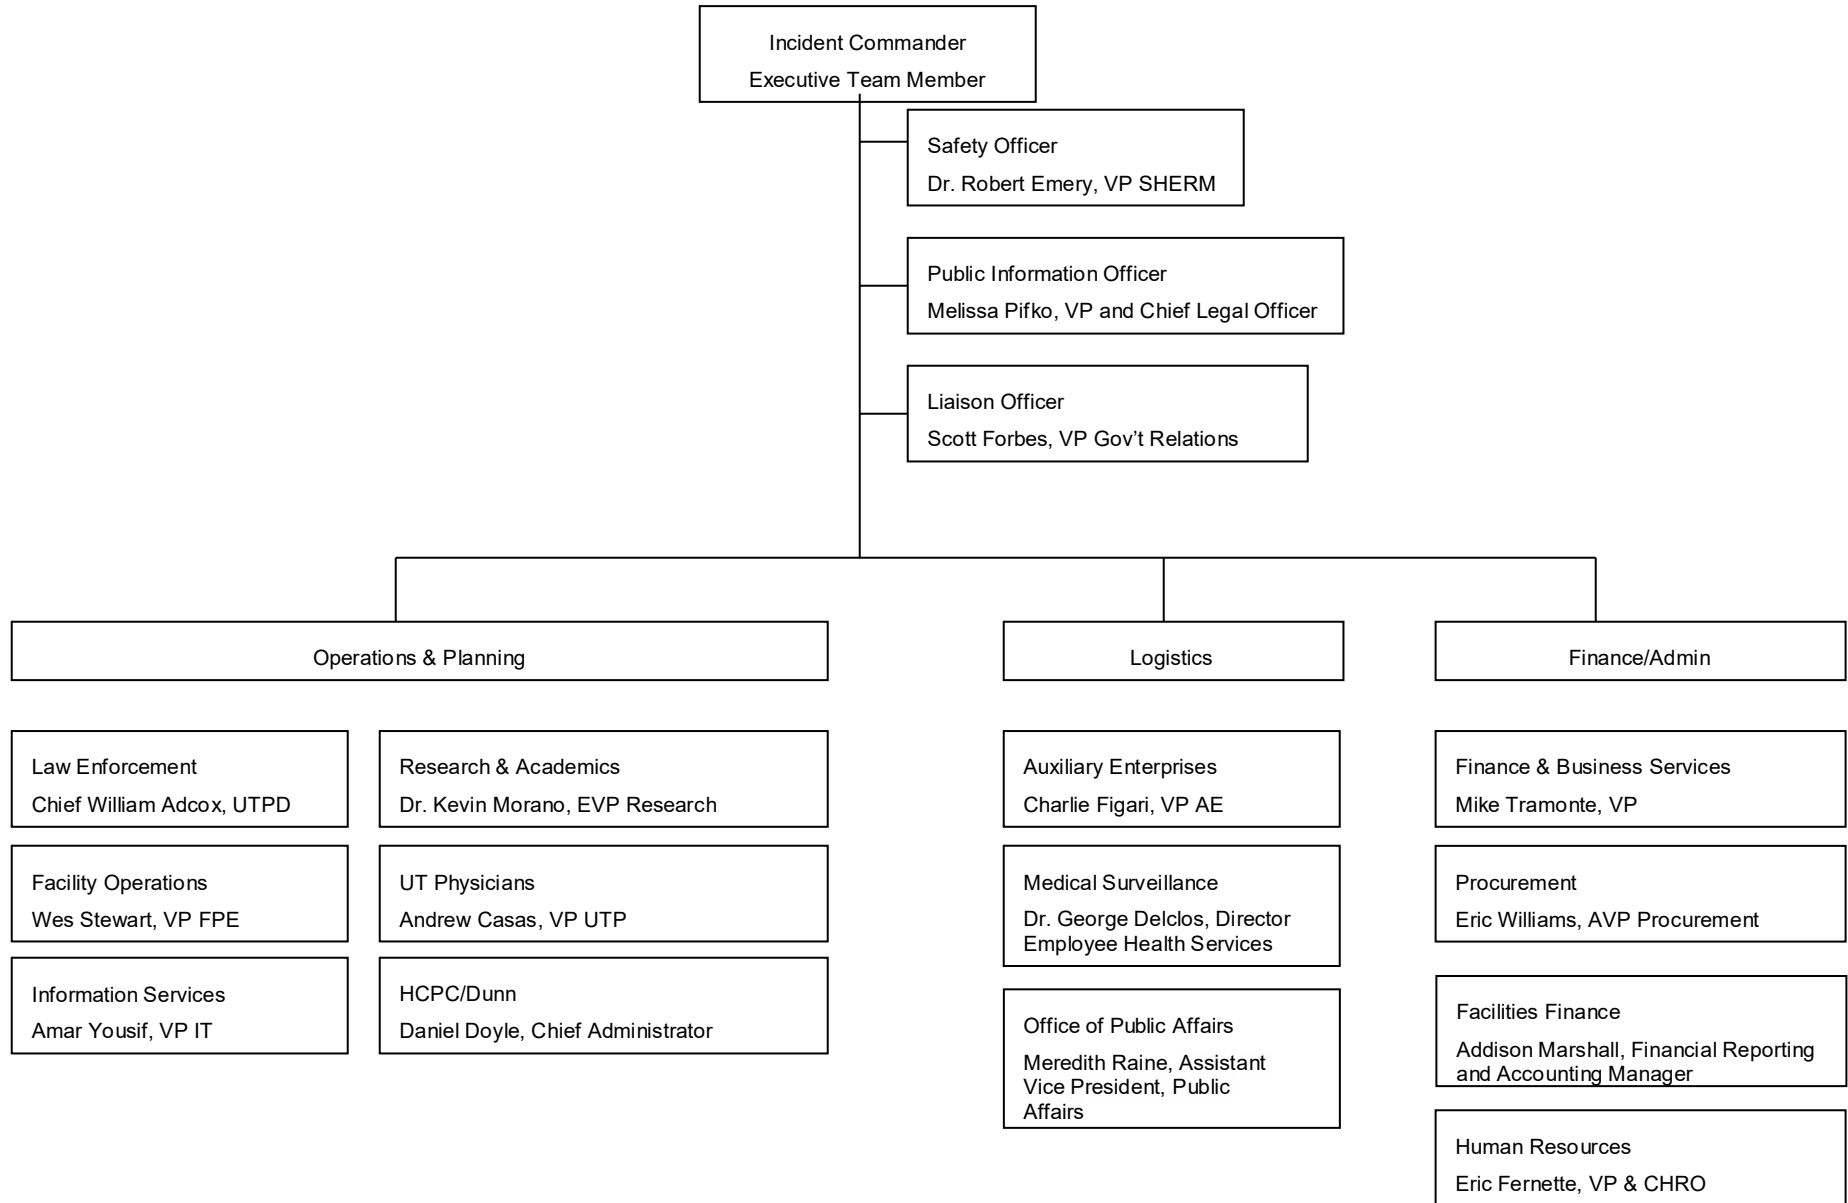 Incident Commander
Executive Team Member
Safety Officer
Dr. Robert Emery, VP SHERM
Public Information Officer
Melissa Pifko, VP and Chief Legal Officer
Liaison Officer
Scott Forbes, VP Gov’t Relations
Operations & Planning
Law Enforcement
Chief William Adcox, UTPD
Facility Operations
Wes Stewart, VP FPE
Information Services
Amar Yousif, VP IT
Research & Academics
Dr. Kevin Morano, EVP Research
UT Physicians
Andrew Casas, VP UTP
HCPC/Dunn
Daniel Doyle, Chief Administrator
Logistics
Auxiliary Enterprises
Charlie Figari, VP AE
Medical Surveillance
Dr. George Delclos, Director
Employee Health Services
Office of Public Affairs
Meredith Raine, Assistant
Vice President, Public
Affairs
Finance/Admin
Finance & Business Services
Mike Tramonte, VP
Procurement
Eric Williams, AVP Procurement
Facilities Finance
Addison Marshall, Financial Reporting
and Accounting Manager
Human Resources
Eric Fernette, VP & CHRO